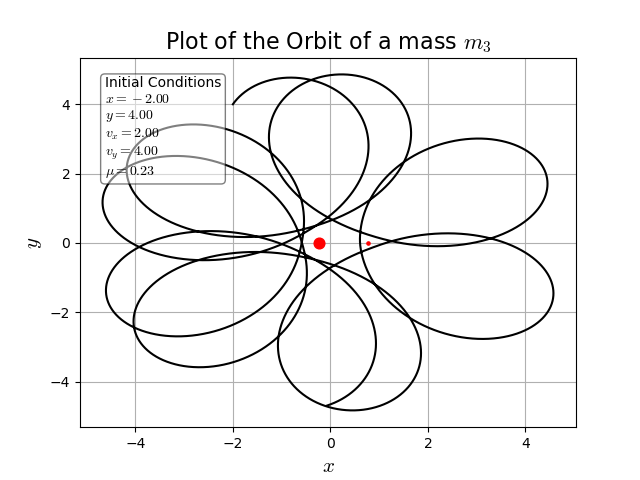 Plot of the Orbit of a mass m₃
Initial Conditions
x = −2.00
y = 4.00
vₓ = 2.00
v_y = 4.00
μ = 0.23
y
4
2
0
−2
−4
−4 −2 0 2 4
x